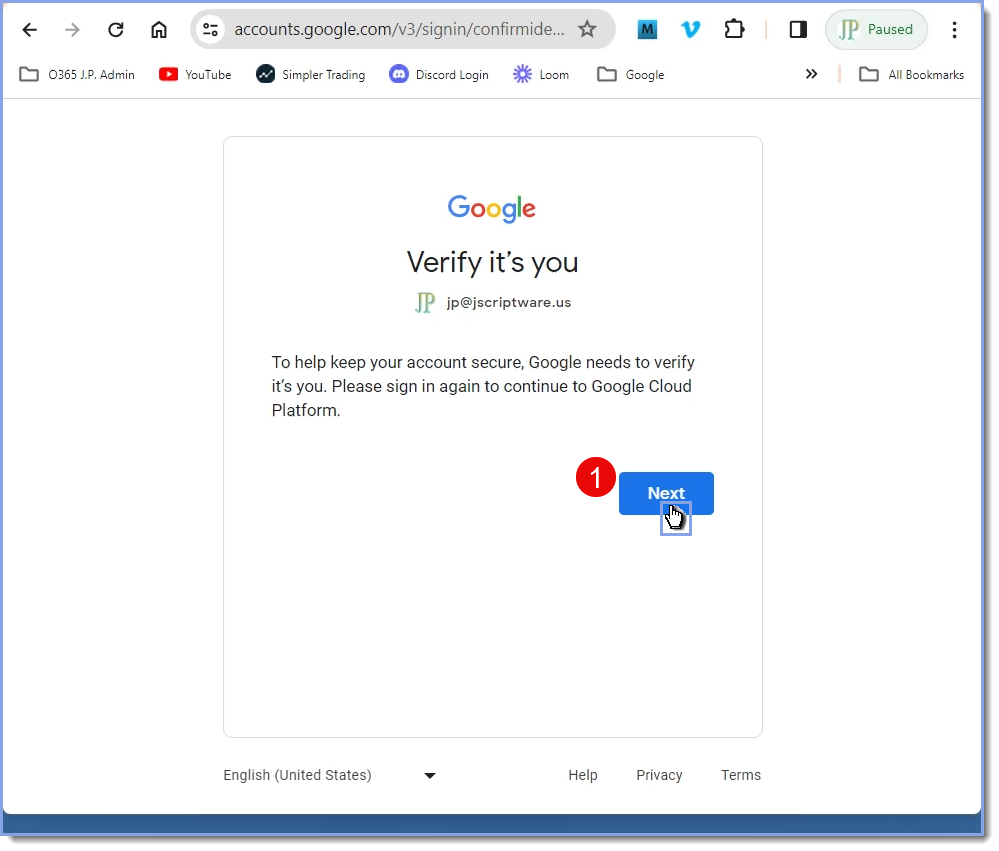 accounts.google.com/v3/signin/confirmide...
M
JP Paused
O365 J.P. Admin
YouTube
Simpler Trading
Discord Login
Loom
Google
All Bookmarks
Google
Verify it's you
JP jp@jscriptware.us
To help keep your account secure, Google needs to verify
it's you. Please sign in again to continue to Google Cloud
Platform.
1
Next
English (United States)
Help
Privacy
Terms